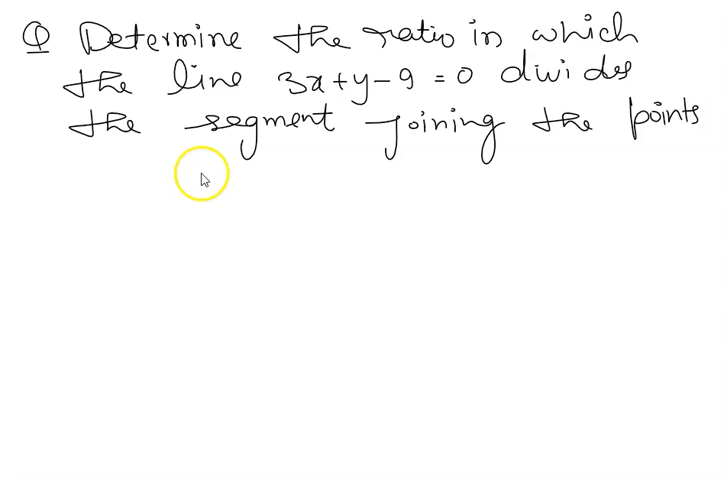 Q Determine the ratio in which
the line 3x+y-9=0 divides
the segment joining the points